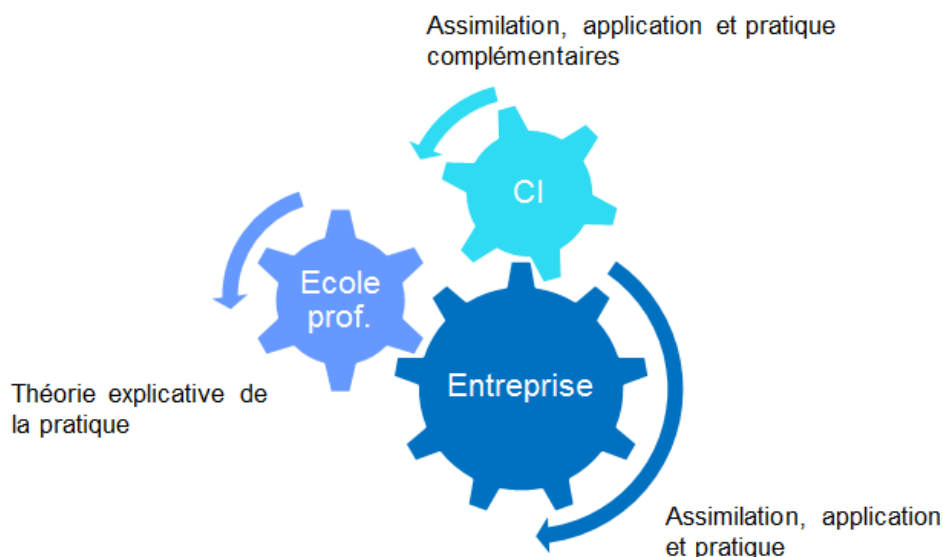 Assimilation, application et pratique
complémentaires
CI
Ecole
prof.
Entreprise
Théorie explicative de
la pratique
Assimilation, application
et pratique